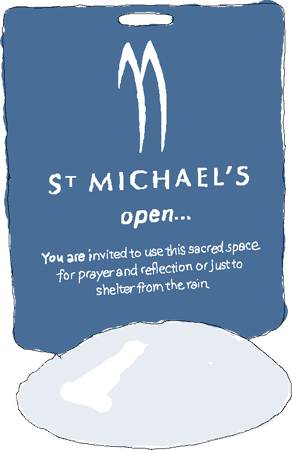 ST MICHAEL'S
open...
You are invited to use this sacred space
for prayer and reflection or just to
shelter from the rain